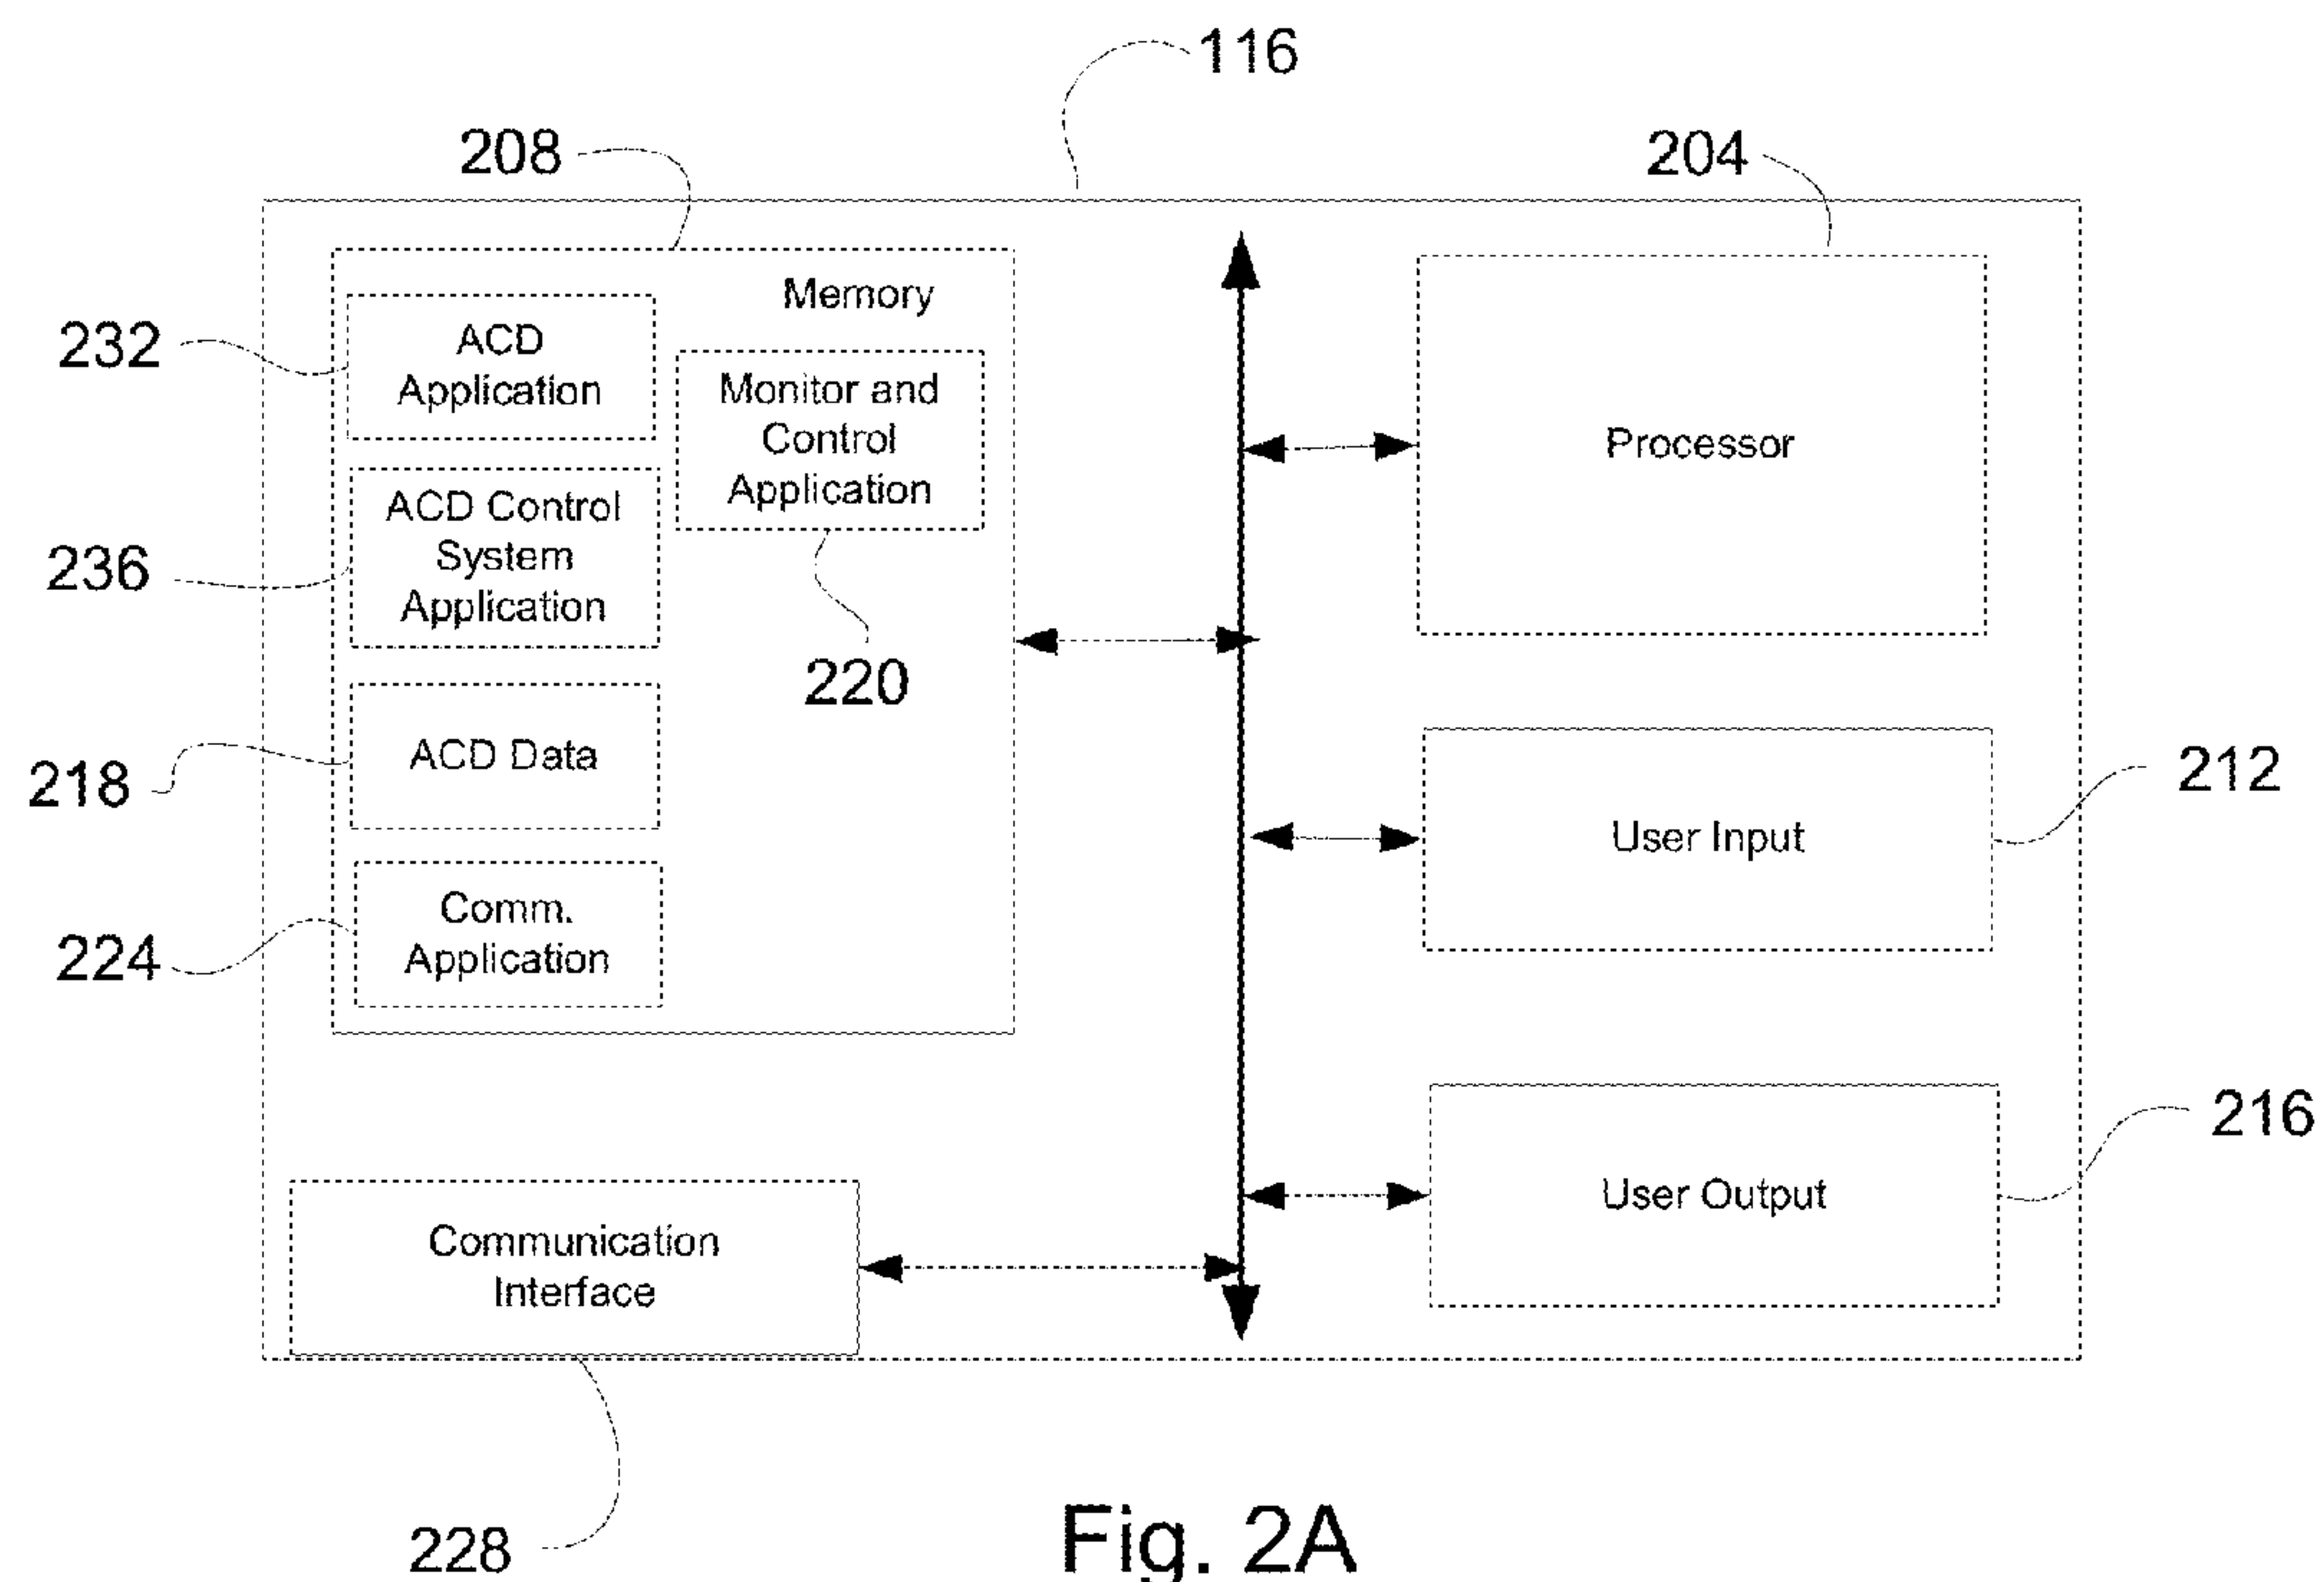 116
208
204
Memory
232
ACD
Application
Monitor and
Control
Application
Processor
236
ACD Control
System
Application
220
218
ACD Data
212
User Input
224
Comm.
Application
216
User Output
Communication
Interface
228
Fig. 2A